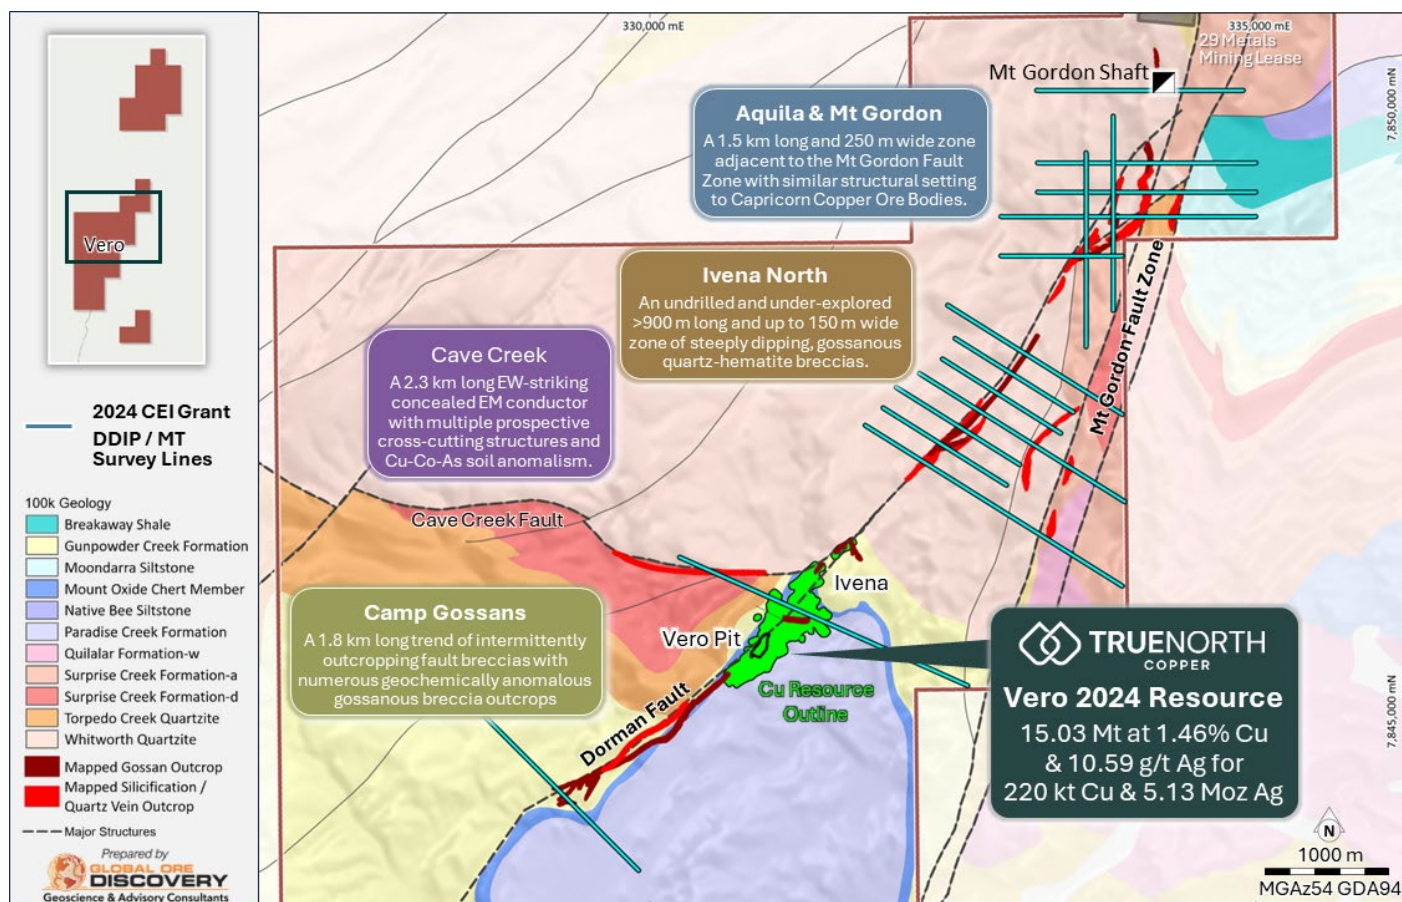 Vero
2024 CEI Grant
DDIP / MT
Survey Lines
100k Geology
Breakaway Shale
Gunpowder Creek Formation
Moondarra Siltstone
Mount Oxide Chert Member
Native Bee Siltstone
Paradise Creek Formation
Quilalar Formation-w
Surprise Creek Formation-a
Surprise Creek Formation-d
Torpedo Creek Quartzite
Whitworth Quartzite
Mapped Gossan Outcrop
Mapped Silicification /
Quartz Vein Outcrop
Major Structures
Prepared by
GLOBAL ORE
DISCOVERY
Geoscience & Advisory Consultants
330,000 mE
335,000 mE
29 Metals
Mining Lease
Mt Gordon Shaft
7,850,000 mN
Aquila & Mt Gordon
A 1.5 km long and 250 m wide zone
adjacent to the Mt Gordon Fault
Zone with similar structural setting
to Capricorn Copper Ore Bodies.
Ivena North
An undrilled and under-explored
>900 m long and up to 150 m wide
zone of steeply dipping, gossanous
quartz-hematite breccias.
Mt Gordon Fault Zone
Cave Creek
A 2.3 km long EW-striking
concealed EM conductor
with multiple prospective
cross-cutting structures and
Cu-Co-As soil anomalism.
Cave Creek Fault
Ivena
Camp Gossans
A 1.8 km long trend of intermittently
outcropping fault breccias with
numerous geochemically anomalous
gossanous breccia outcrops
Vero Pit
Cu Resource
Outline
Dorman Fault
TRUENORTH
COPPER
Vero 2024 Resource
15.03 Mt at 1.46% Cu
& 10.59 g/t Ag for
220 kt Cu & 5.13 Moz Ag
7,845,000 mN
N
1000 m
MGAz54 GDA94